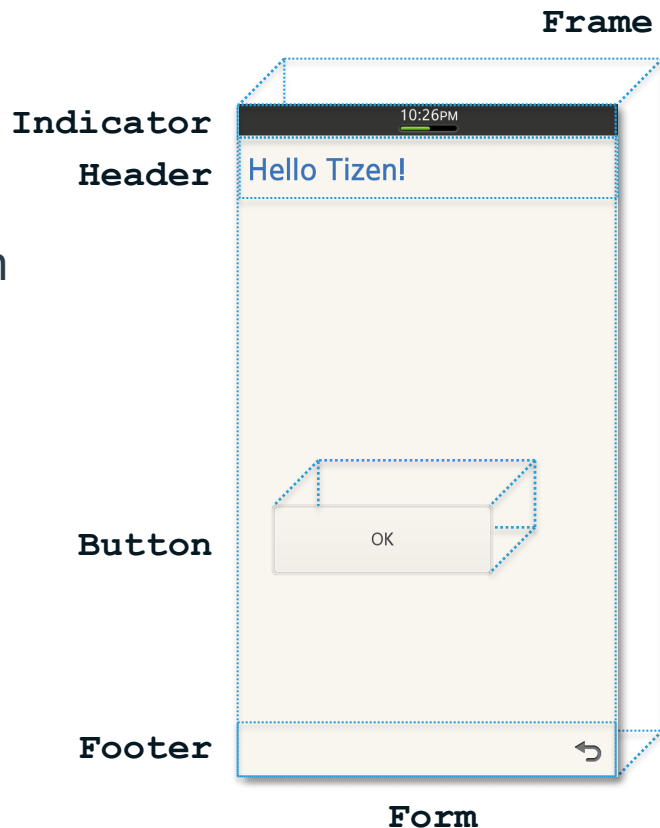 Frame
Indicator
10:26PM
Header
Hello Tizen!
n
Button
OK
Footer
Form